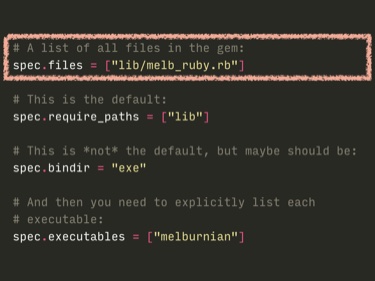 # A list of all files in the gem:
spec.files = ["lib/melb_ruby.rb"]
# This is the default:
spec.require_paths = ["lib"]
# This is *not* the default, but maybe should be:
spec.bindir = "exe"
# And then you need to explicitly list each
# executable:
spec.executables = ["melburnian"]